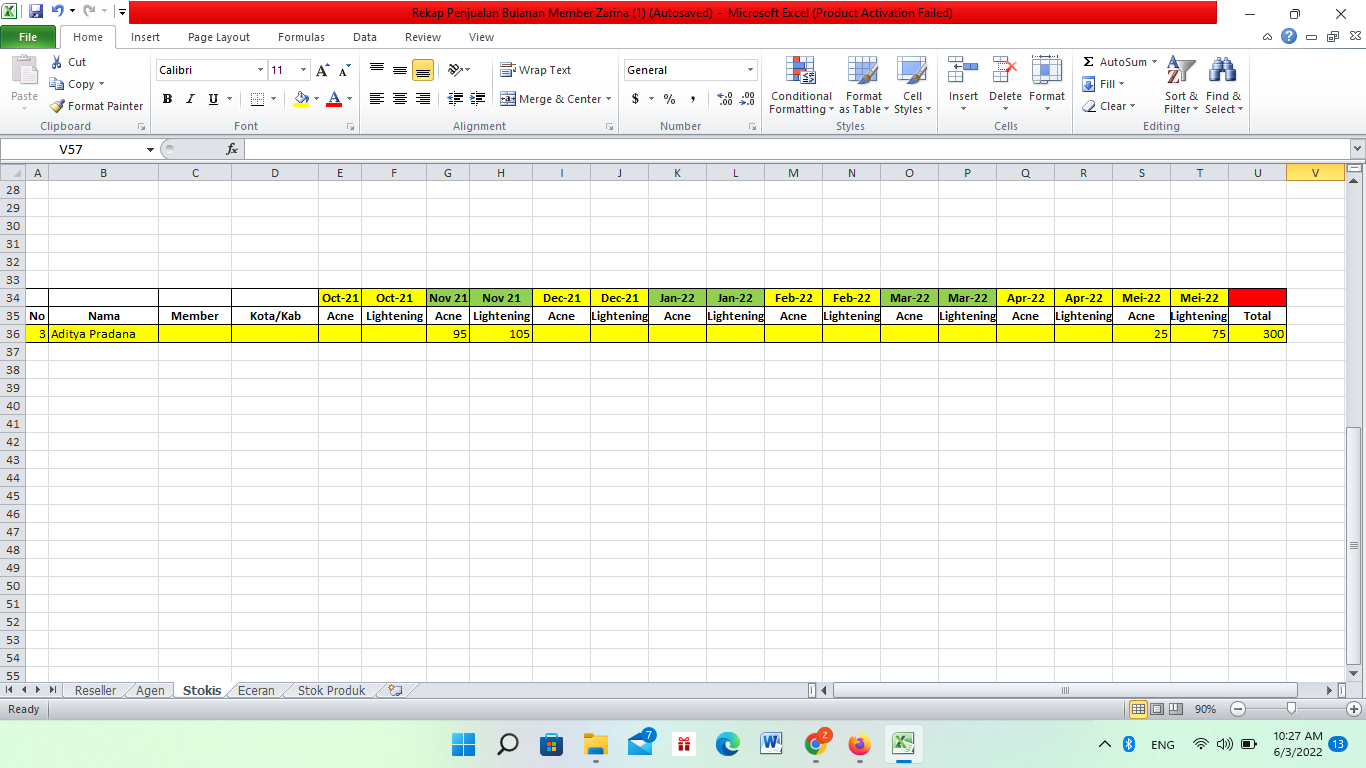 Rekap Penjualan Bulanan Member Zarina (1) (Autosaved) - Microsoft Excel (Product Activation Failed)
File Home Insert Page Layout Formulas Data Review View
Cut
Copy
Format Painter
Paste
Clipboard
Calibri 11
B I U
Font
Wrap Text
Merge & Center
Alignment
General
$ % ,
Number
Conditional Formatting
Format as Table
Cell Styles
Styles
Insert Delete Format
Cells
AutoSum
Fill
Clear
Sort & Filter
Find & Select
Editing
V57 fx
A B C D E F G H I J K L M N O P Q R S T U V
28
29
30
31
32
33
34 Oct-21 Oct-21 Nov 21 Nov 21 Dec-21 Dec-21 Jan-22 Jan-22 Feb-22 Feb-22 Mar-22 Mar-22 Apr-22 Apr-22 Mei-22 Mei-22
35 No Nama Member Kota/Kab Acne Lightening Acne Lightening Acne Lightening Acne Lightening Acne Lightening Acne Lightening Acne Lightening Acne Lightening Total
36 3 Aditya Pradana 95 105 25 75 300
37
38
39
40
41
42
43
44
45
46
47
48
49
50
51
52
53
54
55
Reseller Agen Stokis Eceran Stok Produk
Ready 90%
7 Z ENG 10:27 AM
6/3/2022 13